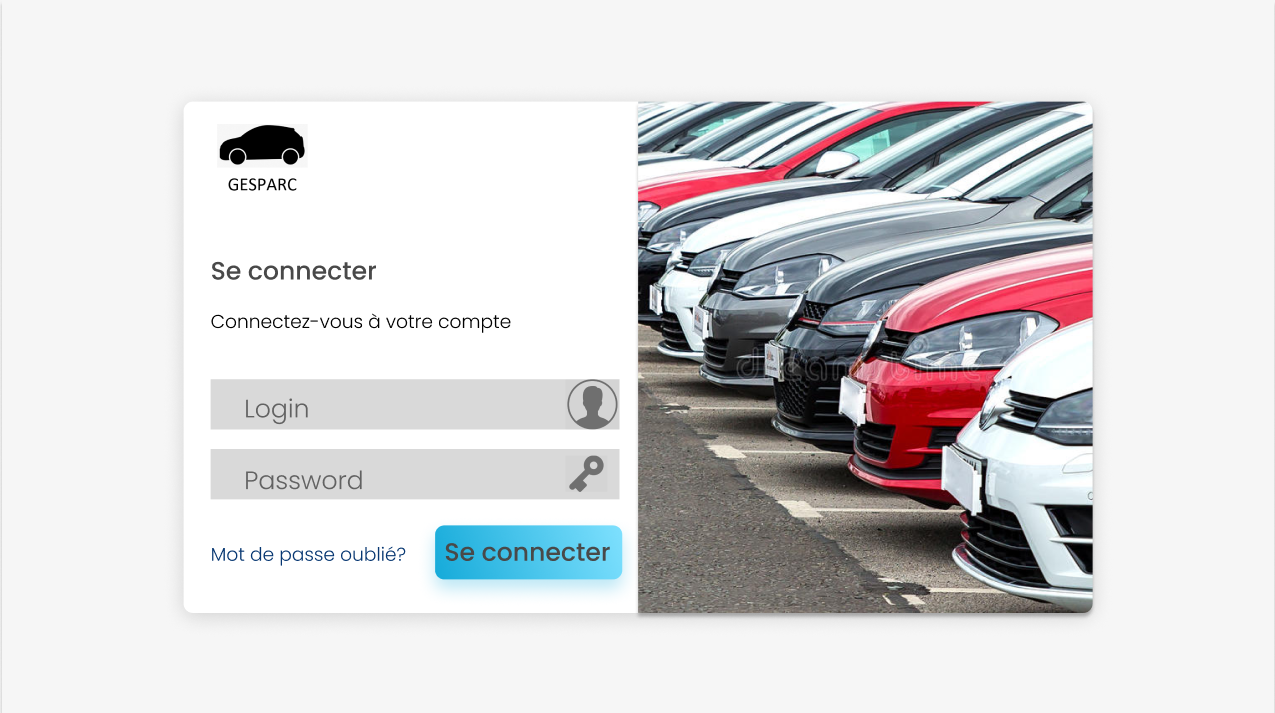 GESPARC
Se connecter
Connectez-vous à votre compte
Login
Password
Mot de passe oublié?
Se connecter
dreamstime